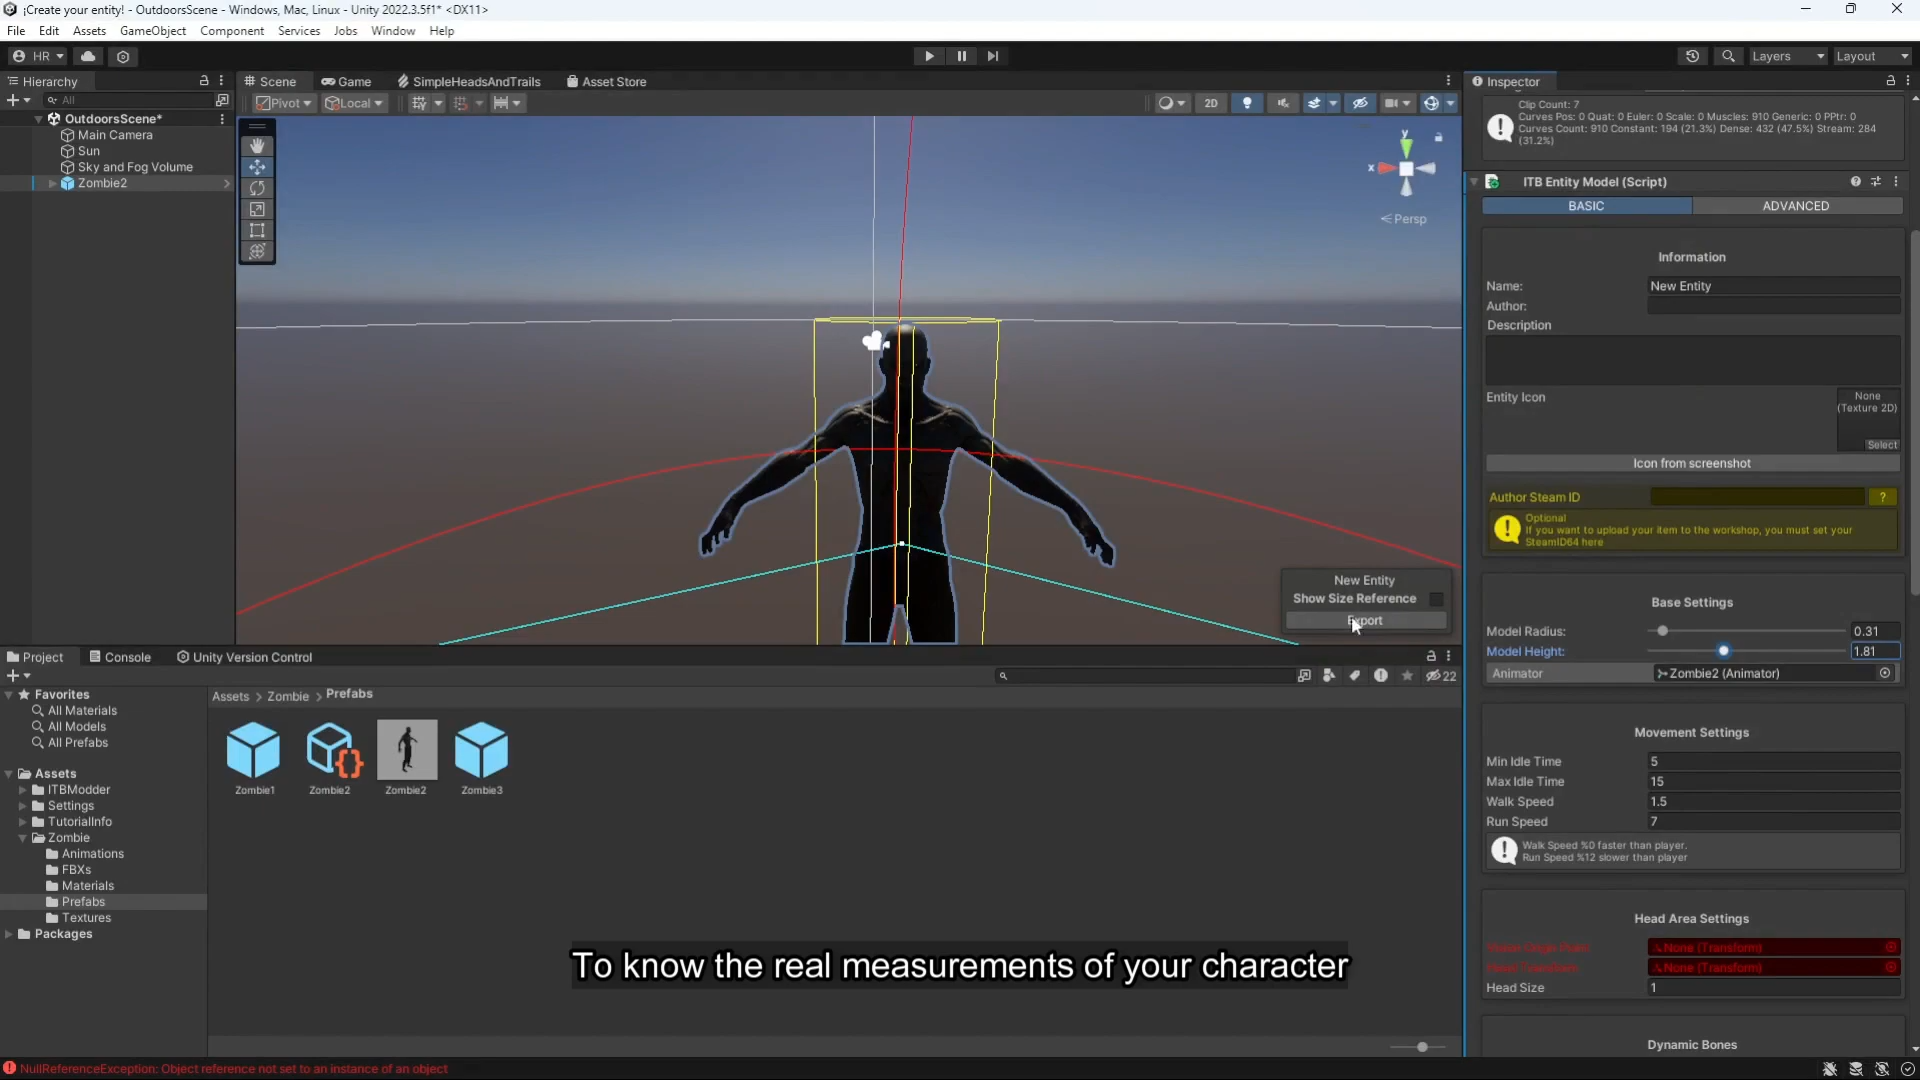 ¡Create your entity! - OutdoorsScene - Windows, Mac, Linux - Unity 2022.3.5f1* <DX11>
File Edit Assets GameObject Component Services Jobs Window Help
HR
Layers Layout
Hierarchy
Scene Game SimpleHeadsAndTrails Asset Store
Inspector
All
Pivot Local
2D
OutdoorsScene*
Main Camera
Sun
Sky and Fog Volume
Zombie2
y
x
Persp
Clip Count: 7
Curves Pos: 0 Quat: 0 Euler: 0 Scale: 0 Muscles: 910 Generic: 0 PPtr: 0
Curves Count: 910 Constant: 194 (21.3%) Dense: 432 (47.5%) Stream: 284
(31.2%)
ITB Entity Model (Script)
BASIC ADVANCED
Information
Name: New Entity
Author:
Description
Entity Icon
None
(Texture 2D)
Select
Icon from screenshot
Author Steam ID ?
Optional
If you want to upload your item to the workshop, you must set your
SteamID64 here
New Entity
Show Size Reference
Export
Base Settings
Model Radius: 0.31
Model Height: 1.81
Animator Zombie2 (Animator)
Movement Settings
Min Idle Time 5
Max Idle Time 15
Walk Speed 1.5
Run Speed 7
Walk Speed %0 faster than player.
Run Speed %12 slower than player
Head Area Settings
None (Transform)
None (Transform)
Head Size 1
Dynamic Bones
Project Console Unity Version Control
22
Favorites
All Materials
All Models
All Prefabs
Assets
ITBModder
Settings
TutorialInfo
Zombie
Animations
FBXs
Materials
Prefabs
Textures
Packages
Assets > Zombie > Prefabs
Zombie1 Zombie2 Zombie2 Zombie3
To know the real measurements of your character
NullReferenceException: Object reference not set to an instance of an object